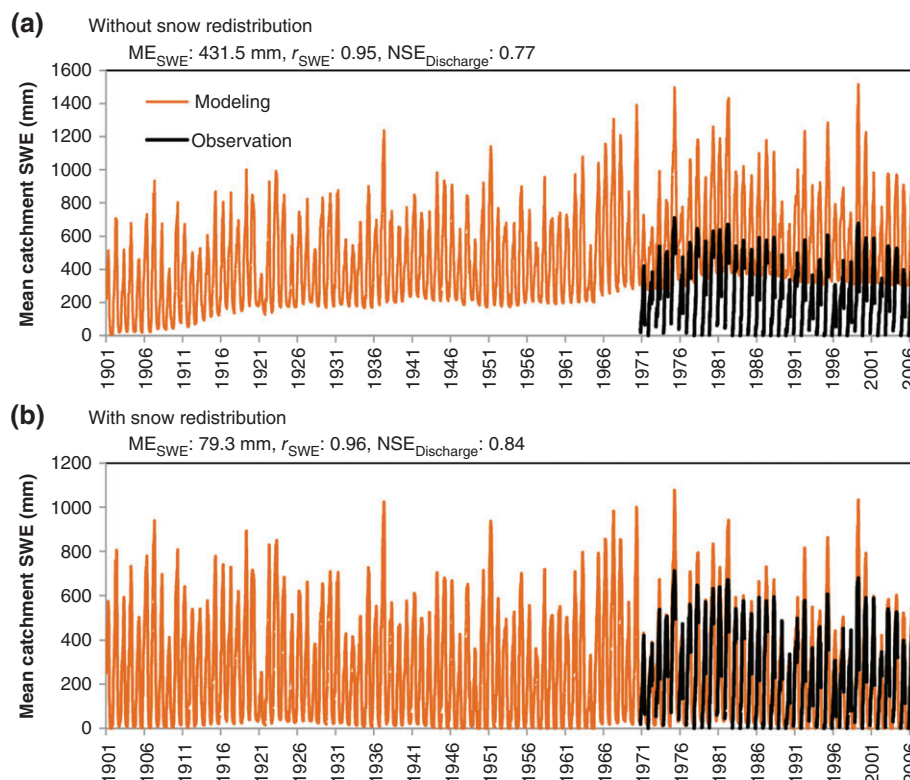 (a) Without snow redistribution
ME_SWE: 431.5 mm, r_SWE: 0.95, NSE_Discharge: 0.77
Mean catchment SWE (mm)
1600
1400
1200
1000
800
600
400
200
0
Modeling
Observation
1901 1906 1911 1916 1921 1926 1931 1936 1941 1946 1951 1956 1961 1966 1971 1976 1981 1986 1991 1996 2001 2006
(b) With snow redistribution
ME_SWE: 79.3 mm, r_SWE: 0.96, NSE_Discharge: 0.84
Mean catchment SWE (mm)
1200
1000
800
600
400
200
0
1901 1906 1911 1916 1921 1926 1931 1936 1941 1946 1951 1956 1961 1966 1971 1976 1981 1986 1991 1996 2001 2006